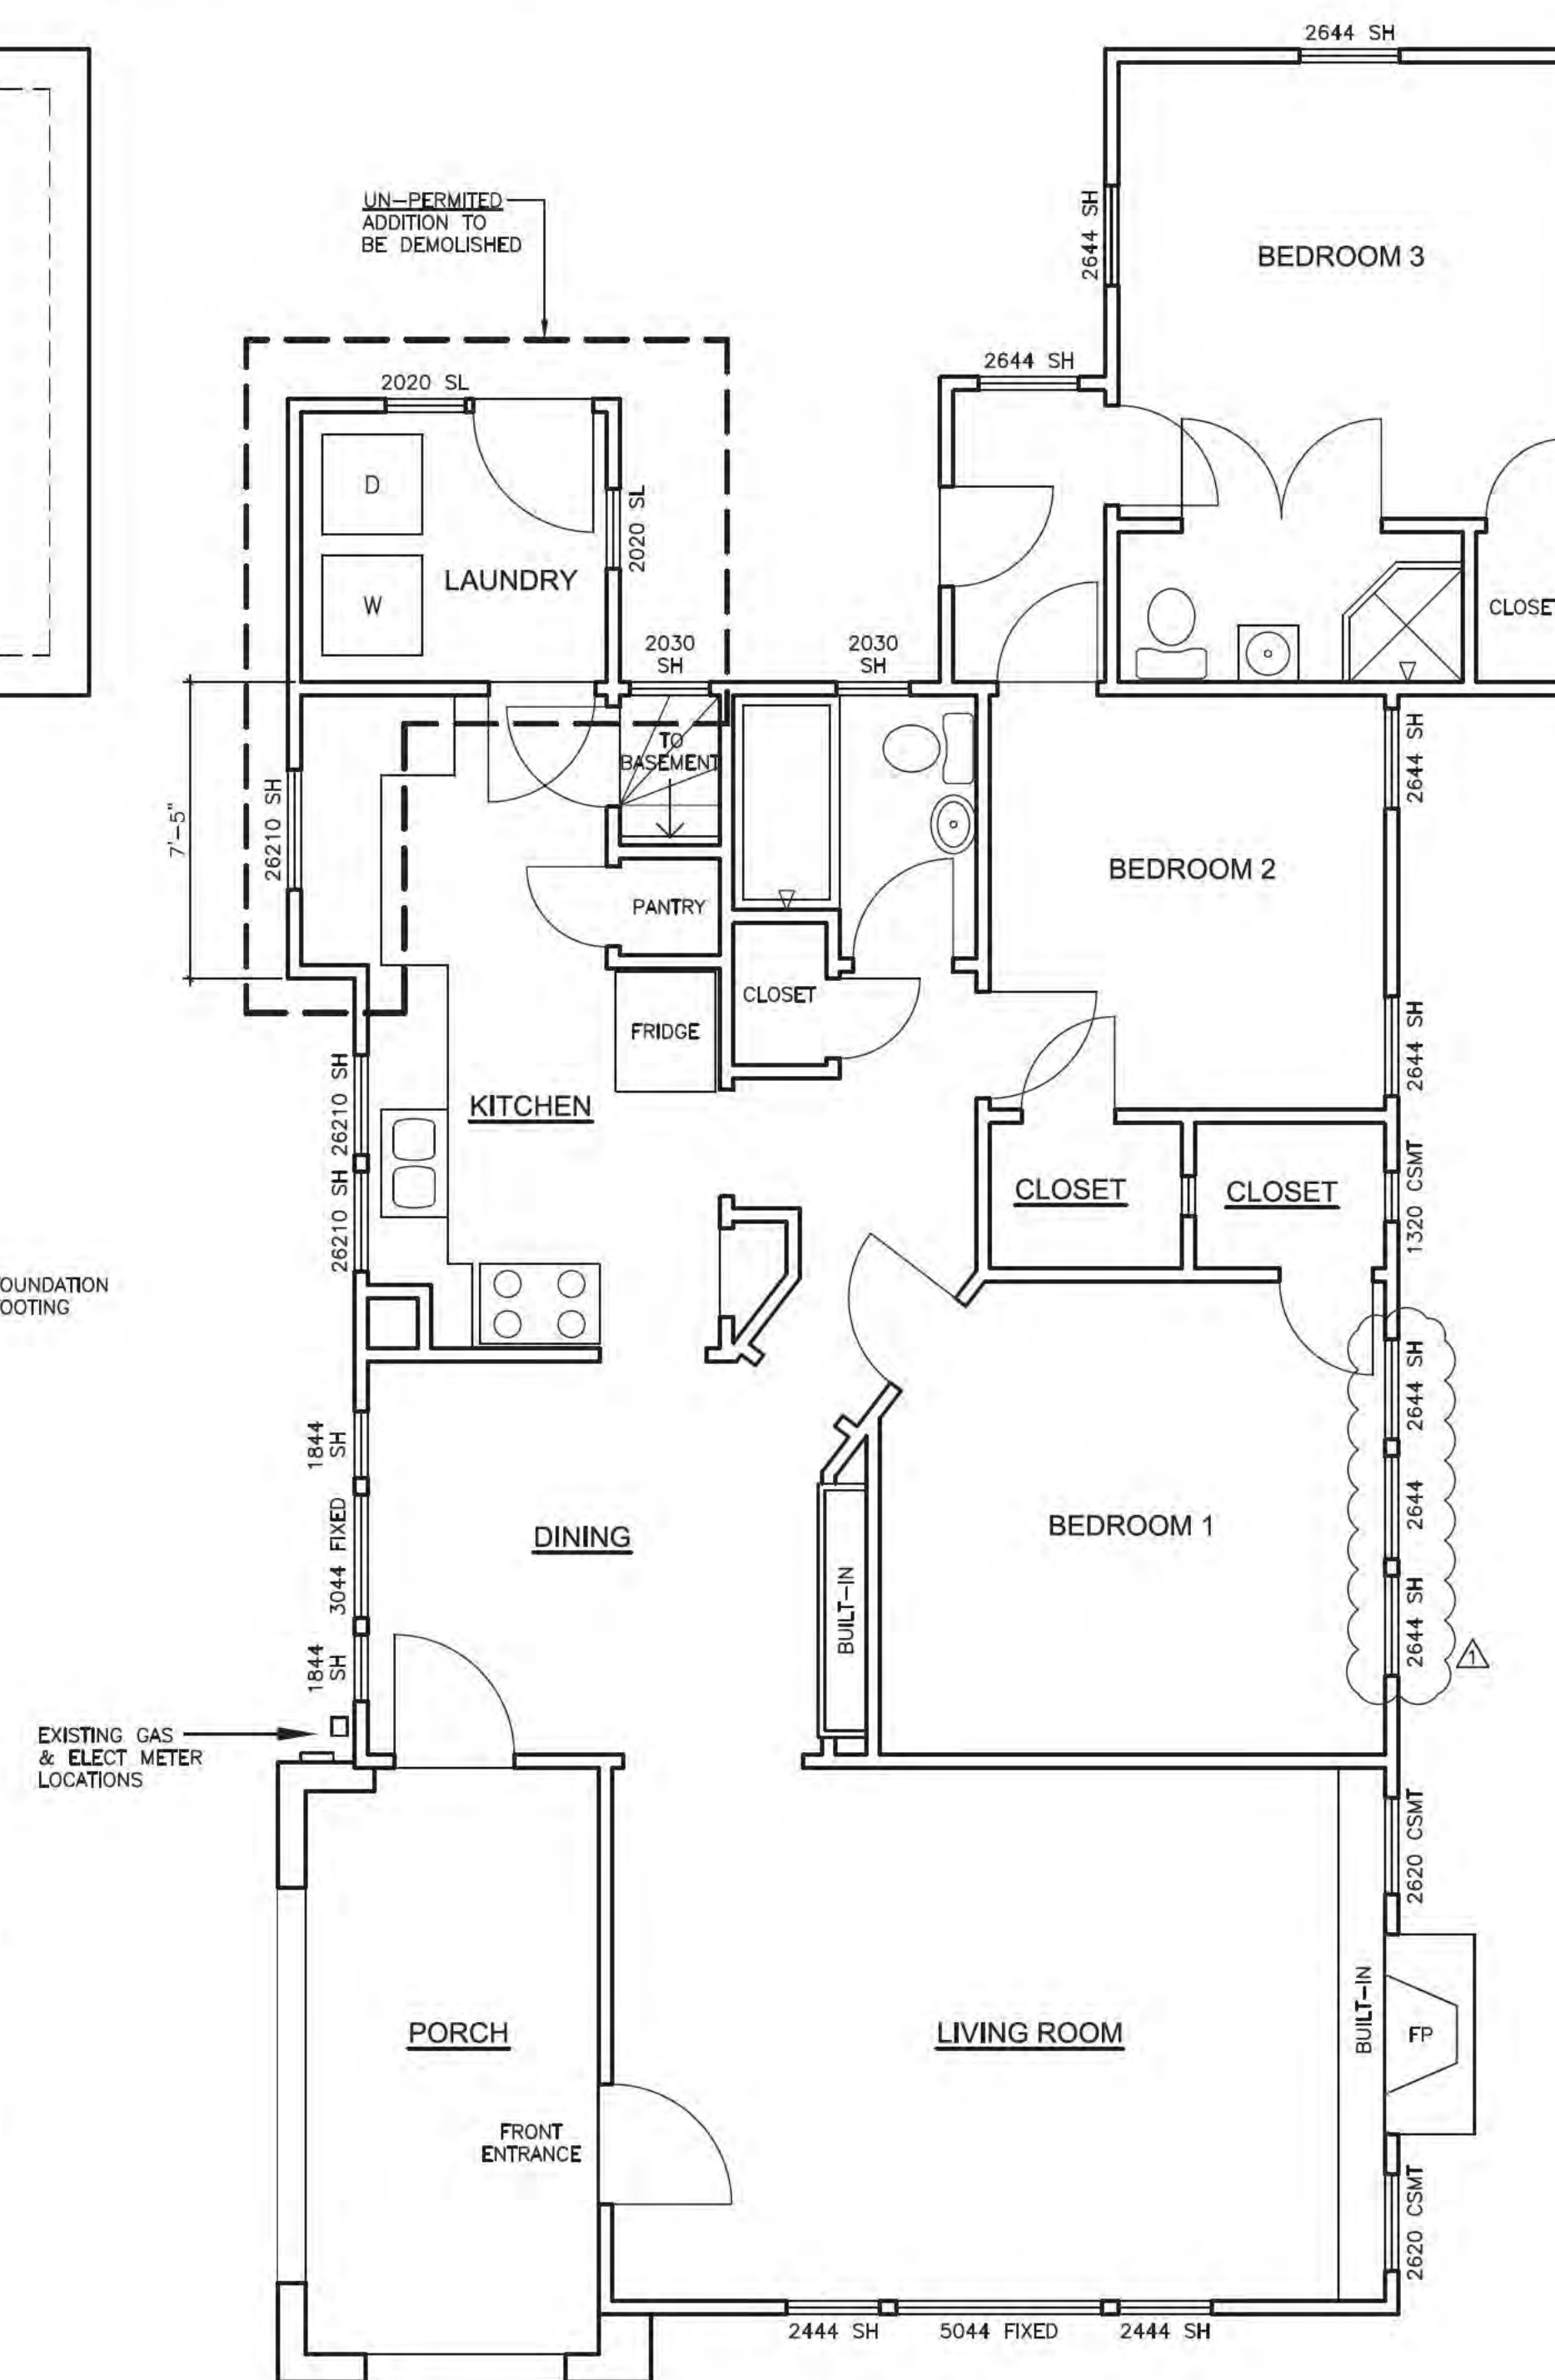 2644 SH
UN-PERMITED
ADDITION TO
BE DEMOLISHED
2644 SH
BEDROOM 3
2644 SH
2020 SL
D
2020 SL
LAUNDRY
W
CLOSE
2030
SH
2030
SH
TO
BASEMENT
2644 SH
7'-5"
26210 SH
BEDROOM 2
PANTRY
CLOSET
FRIDGE
2644 SH
26210 SH
KITCHEN
1320 CSMT
CLOSET
CLOSET
26210 SH
OUNDATION
OOTING
2644 SH
1844
SH
2644
BEDROOM 1
DINING
3044 FIXED
BUILT-IN
2644 SH
1
1844
SH
EXISTING GAS
& ELECT METER
LOCATIONS
2620 CSMT
BUILT-IN
PORCH
LIVING ROOM
FP
FRONT
ENTRANCE
2620 CSMT
2444 SH
5044 FIXED
2444 SH